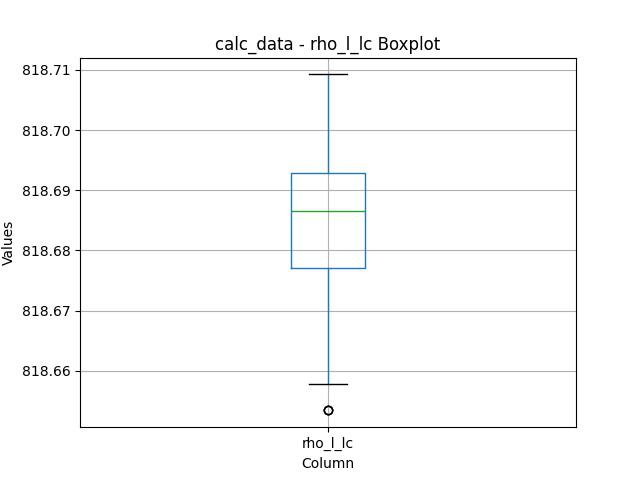 calc_data - rho_l_lc Boxplot
818.71
818.70
818.69
818.68
818.67
818.66
Values
rho_l_lc
Column